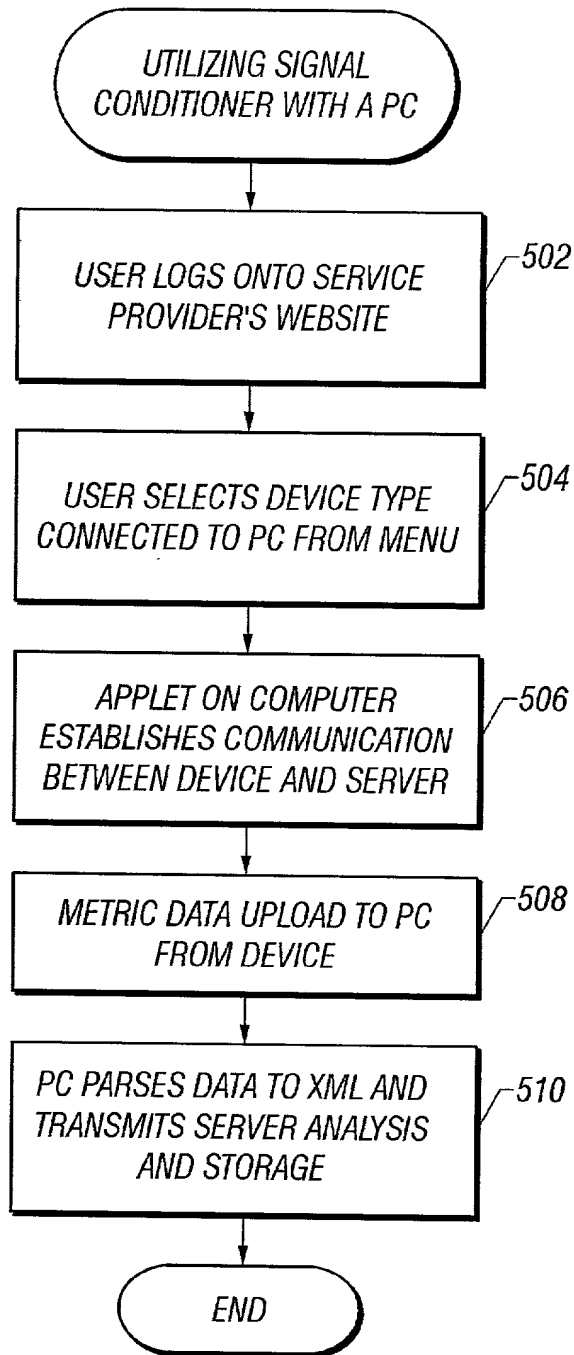 UTILIZING SIGNAL
CONDITIONER WITH A PC
502
USER LOGS ONTO SERVICE
PROVIDER'S WEBSITE
504
USER SELECTS DEVICE TYPE
CONNECTED TO PC FROM MENU
506
APPLET ON COMPUTER
ESTABLISHES COMMUNICATION
BETWEEN DEVICE AND SERVER
508
METRIC DATA UPLOAD TO PC
FROM DEVICE
510
PC PARSES DATA TO XML AND
TRANSMITS SERVER ANALYSIS
AND STORAGE
END